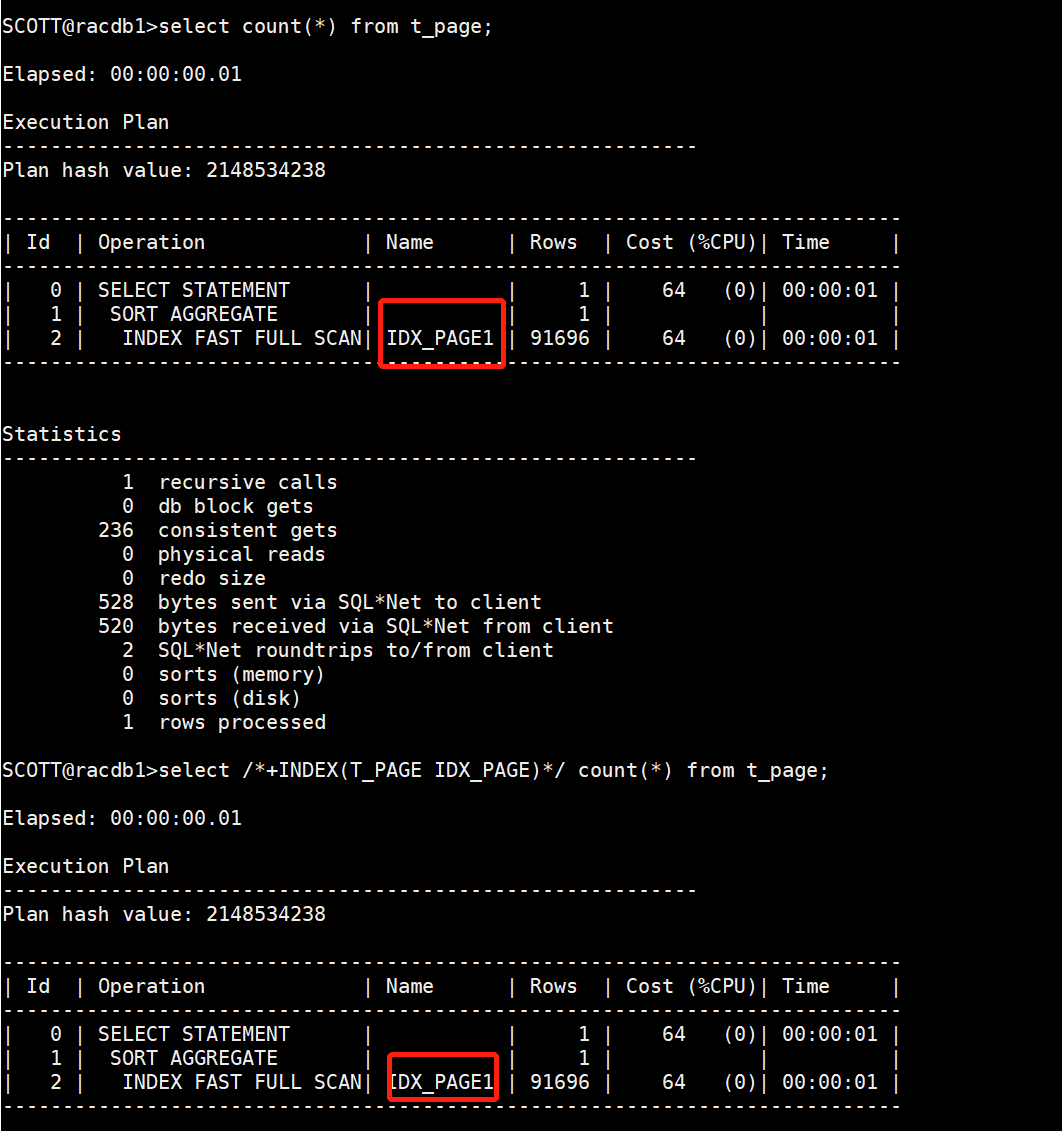 SCOTT@racdb1>select count(*) from t_page;
Elapsed: 00:00:00.01
Execution Plan
----------------------------------------------------------
Plan hash value: 2148534238
---------------------------------------------------------------------------
| Id  | Operation             | Name      | Rows  | Cost (%CPU)| Time     |
---------------------------------------------------------------------------
|   0 | SELECT STATEMENT      |           |     1 |    64   (0)| 00:00:01 |
|   1 |  SORT AGGREGATE       |           |     1 |            |          |
|   2 |   INDEX FAST FULL SCAN| IDX_PAGE1 | 91696 |    64   (0)| 00:00:01 |
---------------------------------------------------------------------------
Statistics
----------------------------------------------------------
          1  recursive calls
          0  db block gets
        236  consistent gets
          0  physical reads
          0  redo size
        528  bytes sent via SQL*Net to client
        520  bytes received via SQL*Net from client
          2  SQL*Net roundtrips to/from client
          0  sorts (memory)
          0  sorts (disk)
          1  rows processed
SCOTT@racdb1>select /*+INDEX(T_PAGE IDX_PAGE)*/ count(*) from t_page;
Elapsed: 00:00:00.01
Execution Plan
----------------------------------------------------------
Plan hash value: 2148534238
---------------------------------------------------------------------------
| Id  | Operation             | Name      | Rows  | Cost (%CPU)| Time     |
---------------------------------------------------------------------------
|   0 | SELECT STATEMENT      |           |     1 |    64   (0)| 00:00:01 |
|   1 |  SORT AGGREGATE       |           |     1 |            |          |
|   2 |   INDEX FAST FULL SCAN| IDX_PAGE1 | 91696 |    64   (0)| 00:00:01 |
---------------------------------------------------------------------------